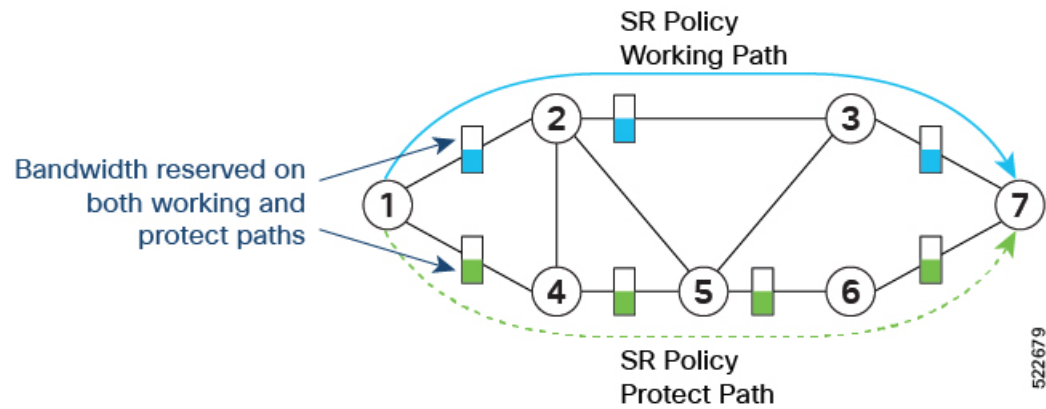 SR Policy
Working Path
2
3
Bandwidth reserved on
both working and
protect paths
1
7
4
5
6
SR Policy
Protect Path
522679